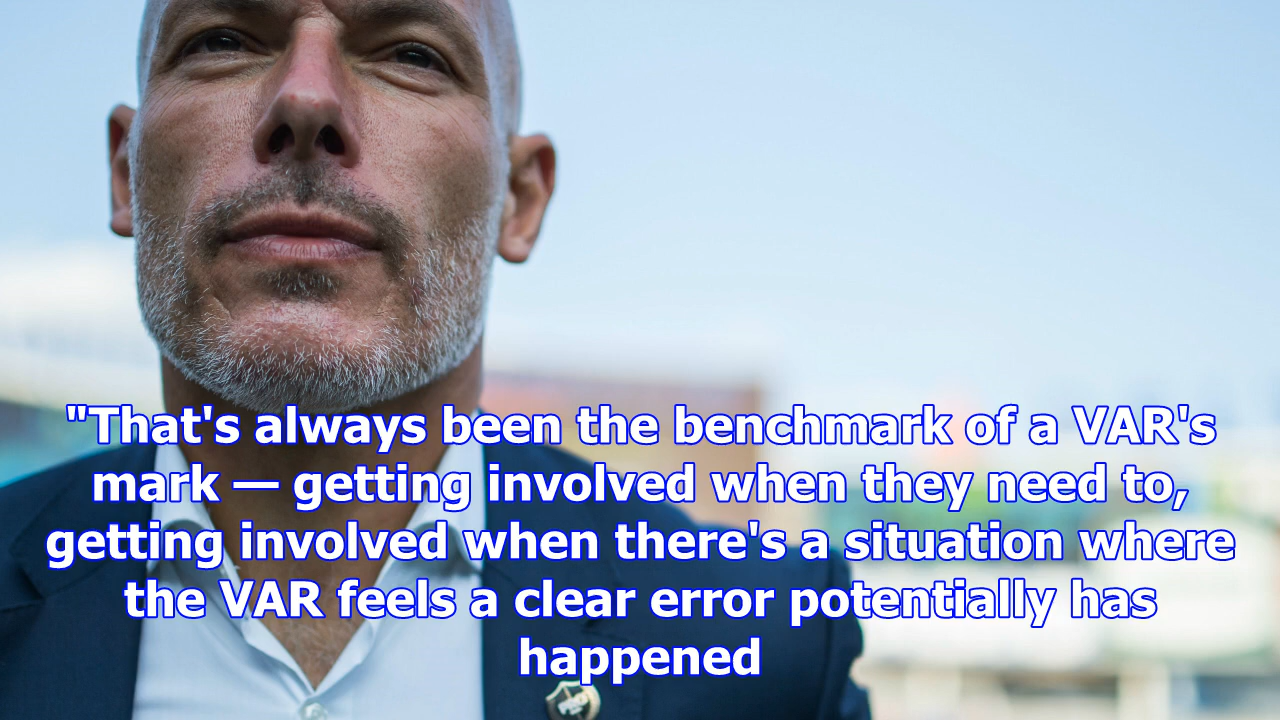 "That's always been the benchmark of a VAR's
mark — getting involved when they need to,
getting involved when there's a situation where
the VAR feels a clear error potentially has
happened